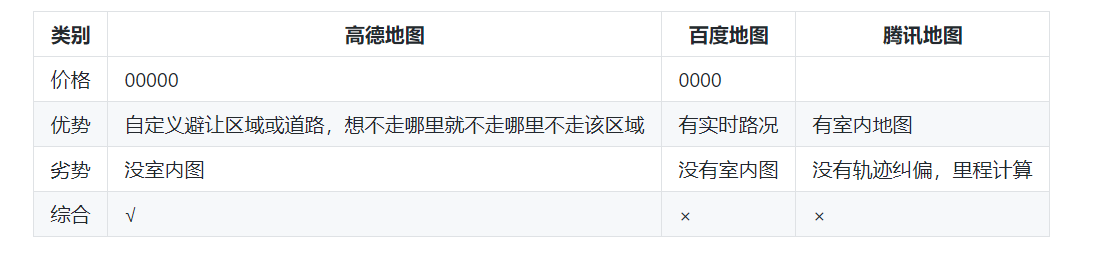 类别 高德地图 百度地图 腾讯地图
价格 00000 0000
优势 自定义避让区域或道路，想不走哪里就不走哪里不走该区域 有实时路况 有室内地图
劣势 没室内图 没有室内图 没有轨迹纠偏，里程计算
综合 √ × ×